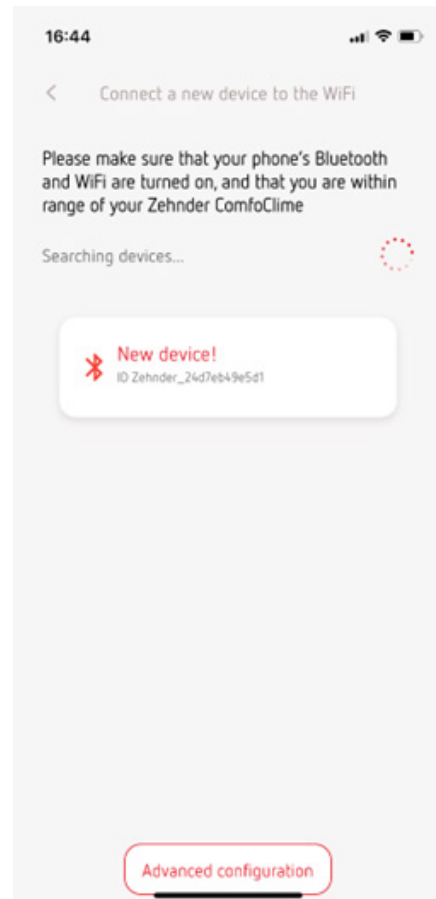 16:44
Connect a new device to the WiFi
Please make sure that your phone's Bluetooth
and WiFi are turned on, and that you are within
range of your Zehnder ComfoClime
Searching devices...
New device!
ID Zehnder_24d7eb49e5d1
Advanced configuration